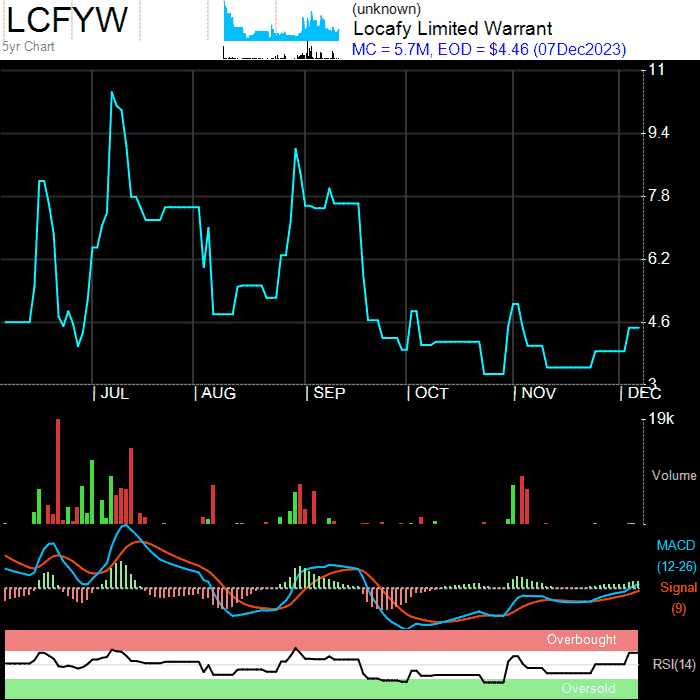 LCFYW
5yr Chart
(unknown)
Locafy Limited Warrant
MC = 5.7M, EOD = $4.46 (07Dec2023)
11
9.4
7.8
6.2
4.6
3
JUL AUG SEP OCT NOV DEC
19k
Volume
MACD
(12-26)
Signal
(9)
Overbought
RSI(14)
Oversold